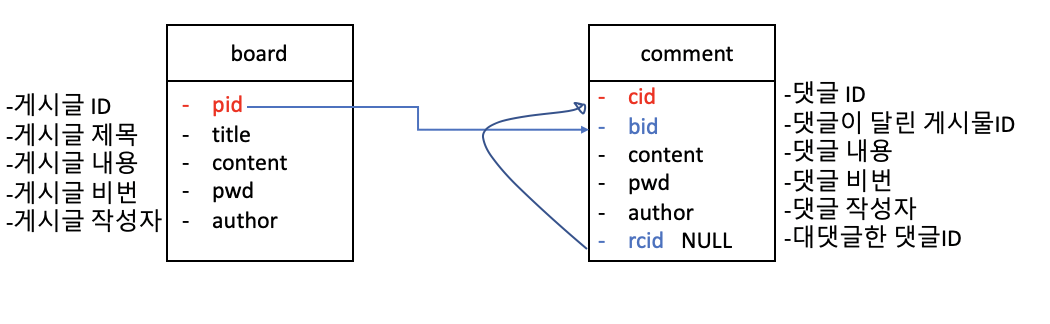 board
-게시글 ID
-게시글 제목
-게시글 내용
-게시글 비번
-게시글 작성자
- pid
- title
- content
- pwd
- author
comment
- cid
- bid
- content
- pwd
- author
- rcid NULL
-댓글 ID
-댓글이 달린 게시물ID
-댓글 내용
-댓글 비번
-댓글 작성자
-대댓글한 댓글ID